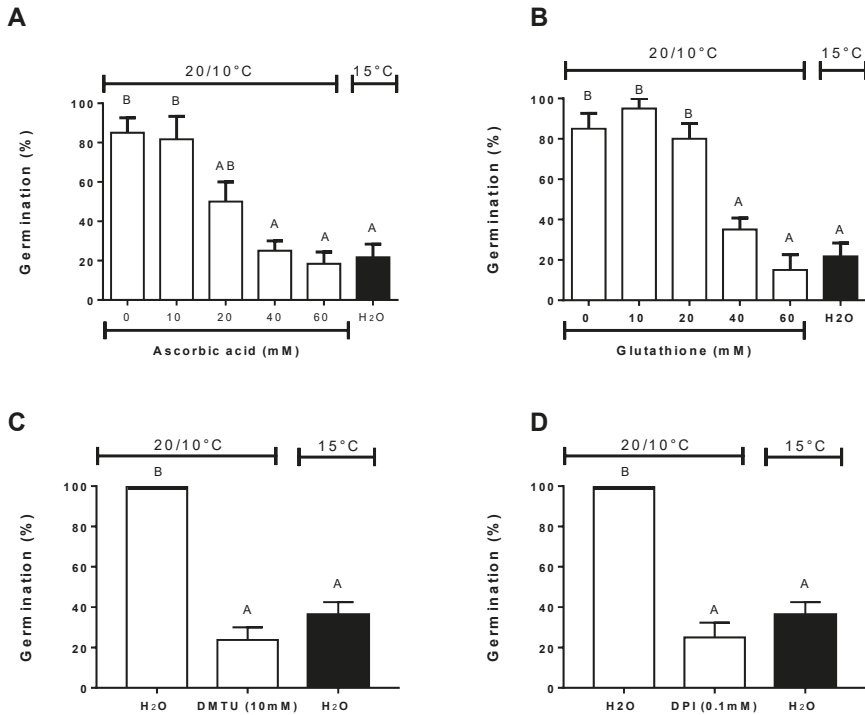 A
20/10°C 15°C
B B A B A A A
Germination (%)
100
80
60
40
20
0
0 10 20 40 60 H2O
Ascorbic acid (mM)
B
20/10°C 15°C
B B B A A A
Germination (%)
100
80
60
40
20
0
0 10 20 40 60 H2O
Glutathione (mM)
C
20/10°C 15°C
B A A
Germination (%)
100
80
60
40
20
0
H2O DMTU (10mM) H2O
D
20/10°C 15°C
B A A
Germination (%)
100
80
60
40
20
0
H2O DPI (0.1mM) H2O